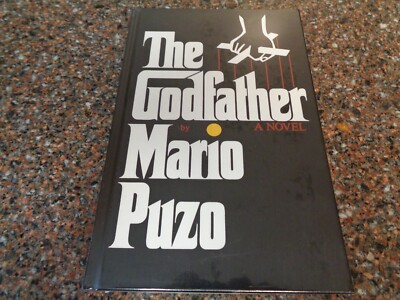 The
Godfather
by
A NOVEL
Mario
Puzo